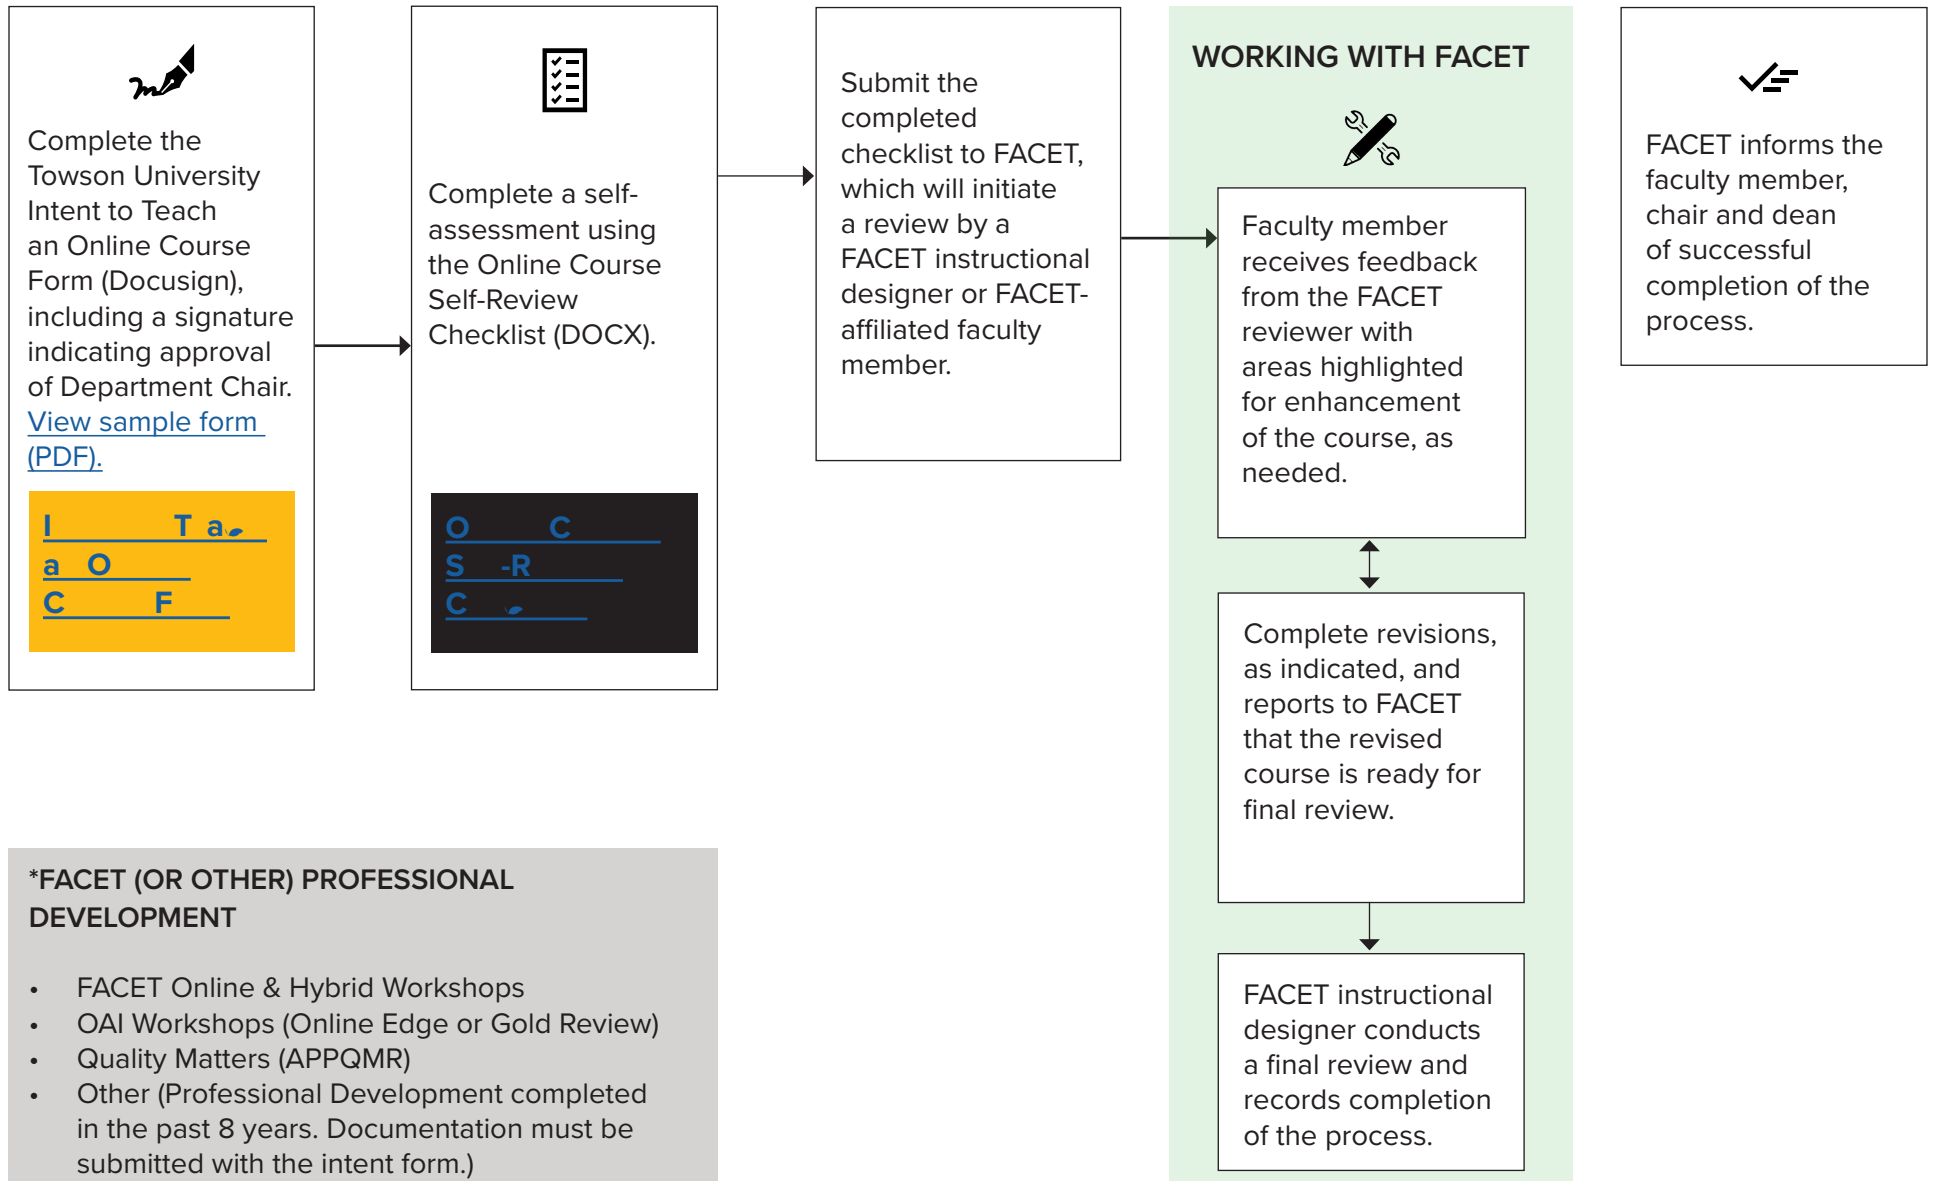 Complete the
Towson University
Intent to Teach
an Online Course
Form (Docusign),
including a signature
indicating approval
of Department Chair.
View sample form
(PDF).
I T a
a O
C F
Complete a self-
assessment using
the Online Course
Self-Review
Checklist (DOCX).
O C
S -R
C
Submit the
completed
checklist to FACET,
which will initiate
a review by a
FACET instructional
designer or FACET-
affiliated faculty
member.
WORKING WITH FACET
Faculty member
receives feedback
from the FACET
reviewer with
areas highlighted
for enhancement
of the course, as
needed.
Complete revisions,
as indicated, and
reports to FACET
that the revised
course is ready for
final review.
FACET instructional
designer conducts
a final review and
records completion
of the process.
FACET informs the
faculty member,
chair and dean
of successful
completion of the
process.
*FACET (OR OTHER) PROFESSIONAL
DEVELOPMENT
• FACET Online & Hybrid Workshops
• OAI Workshops (Online Edge or Gold Review)
• Quality Matters (APPQMR)
• Other (Professional Development completed
in the past 8 years. Documentation must be
submitted with the intent form.)